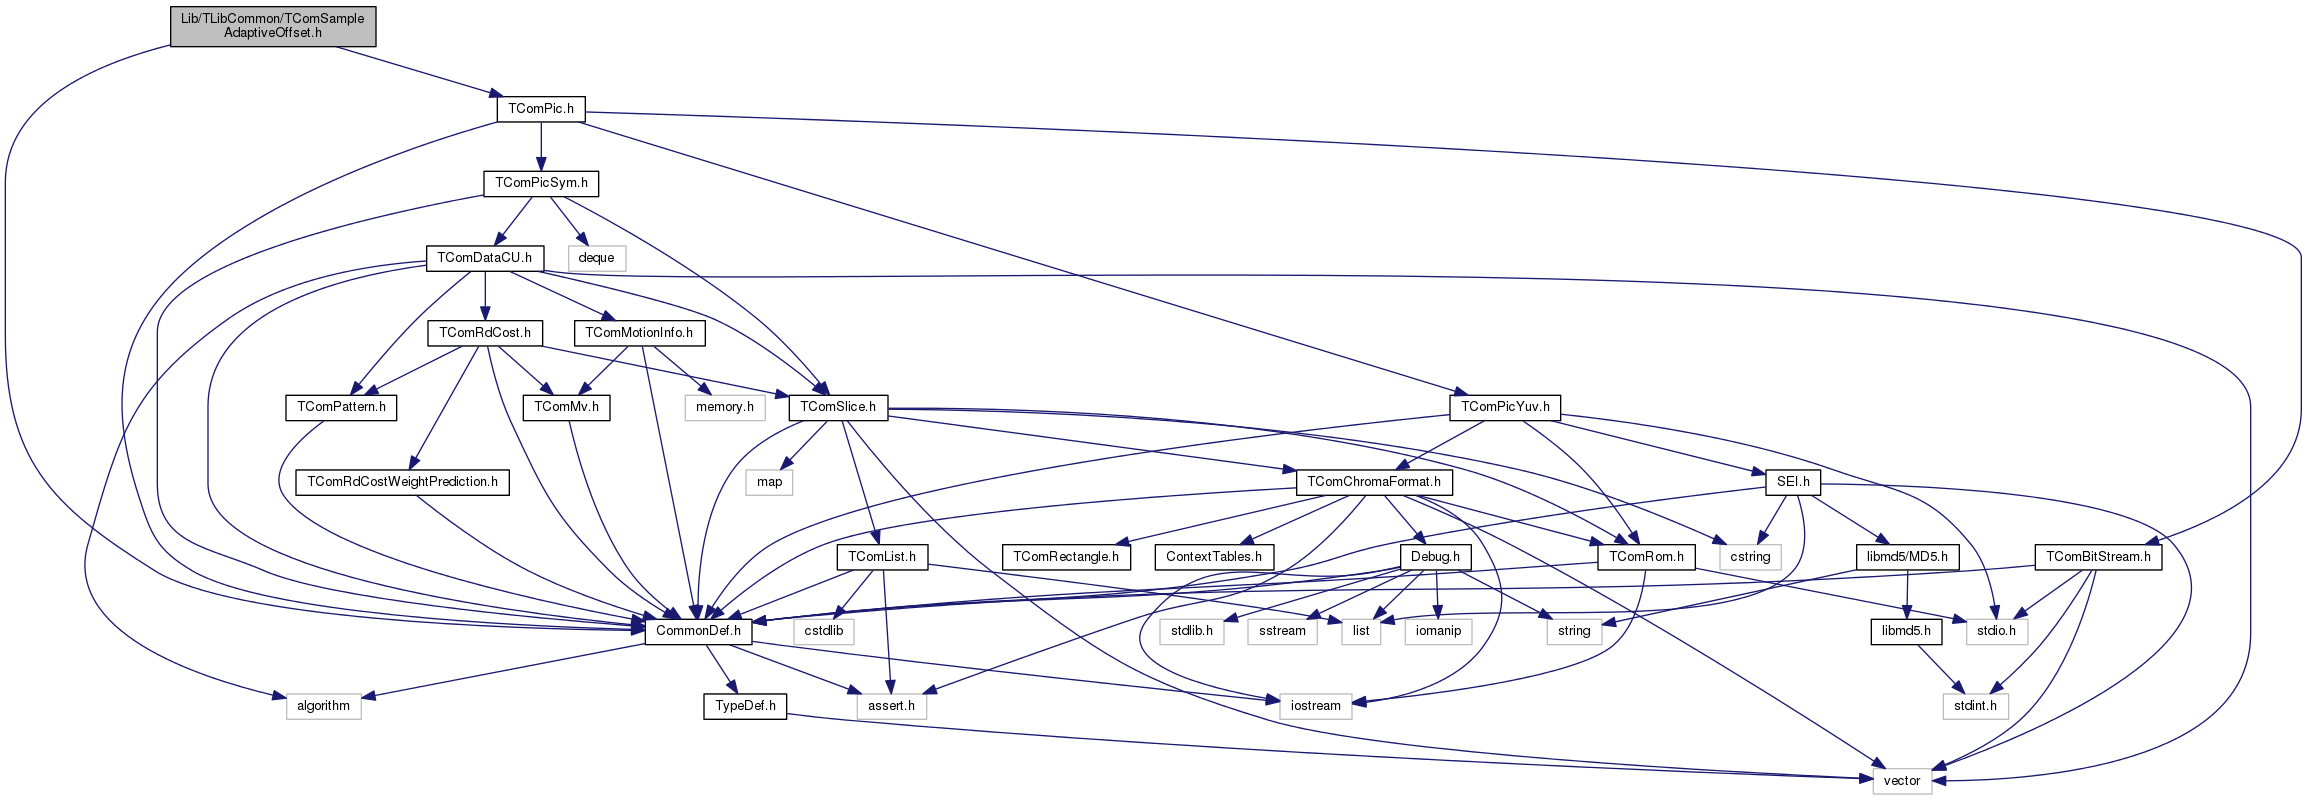 Lib/TLibCommon/TComSample
AdaptiveOffset.h
TComPic.h
TComPicSym.h
TComDataCU.h
deque
TComRdCost.h
TComMotionInfo.h
TComPattern.h
TComMv.h
memory.h
TComSlice.h
TComPicYuv.h
TComRdCostWeightPrediction.h
map
TComChromaFormat.h
SEI.h
TComList.h
TComRectangle.h
ContextTables.h
Debug.h
TComRom.h
cstring
libmd5/MD5.h
TComBitStream.h
CommonDef.h
cstdlib
stdlib.h
sstream
list
iomanip
string
libmd5.h
stdio.h
algorithm
TypeDef.h
assert.h
iostream
stdint.h
vector